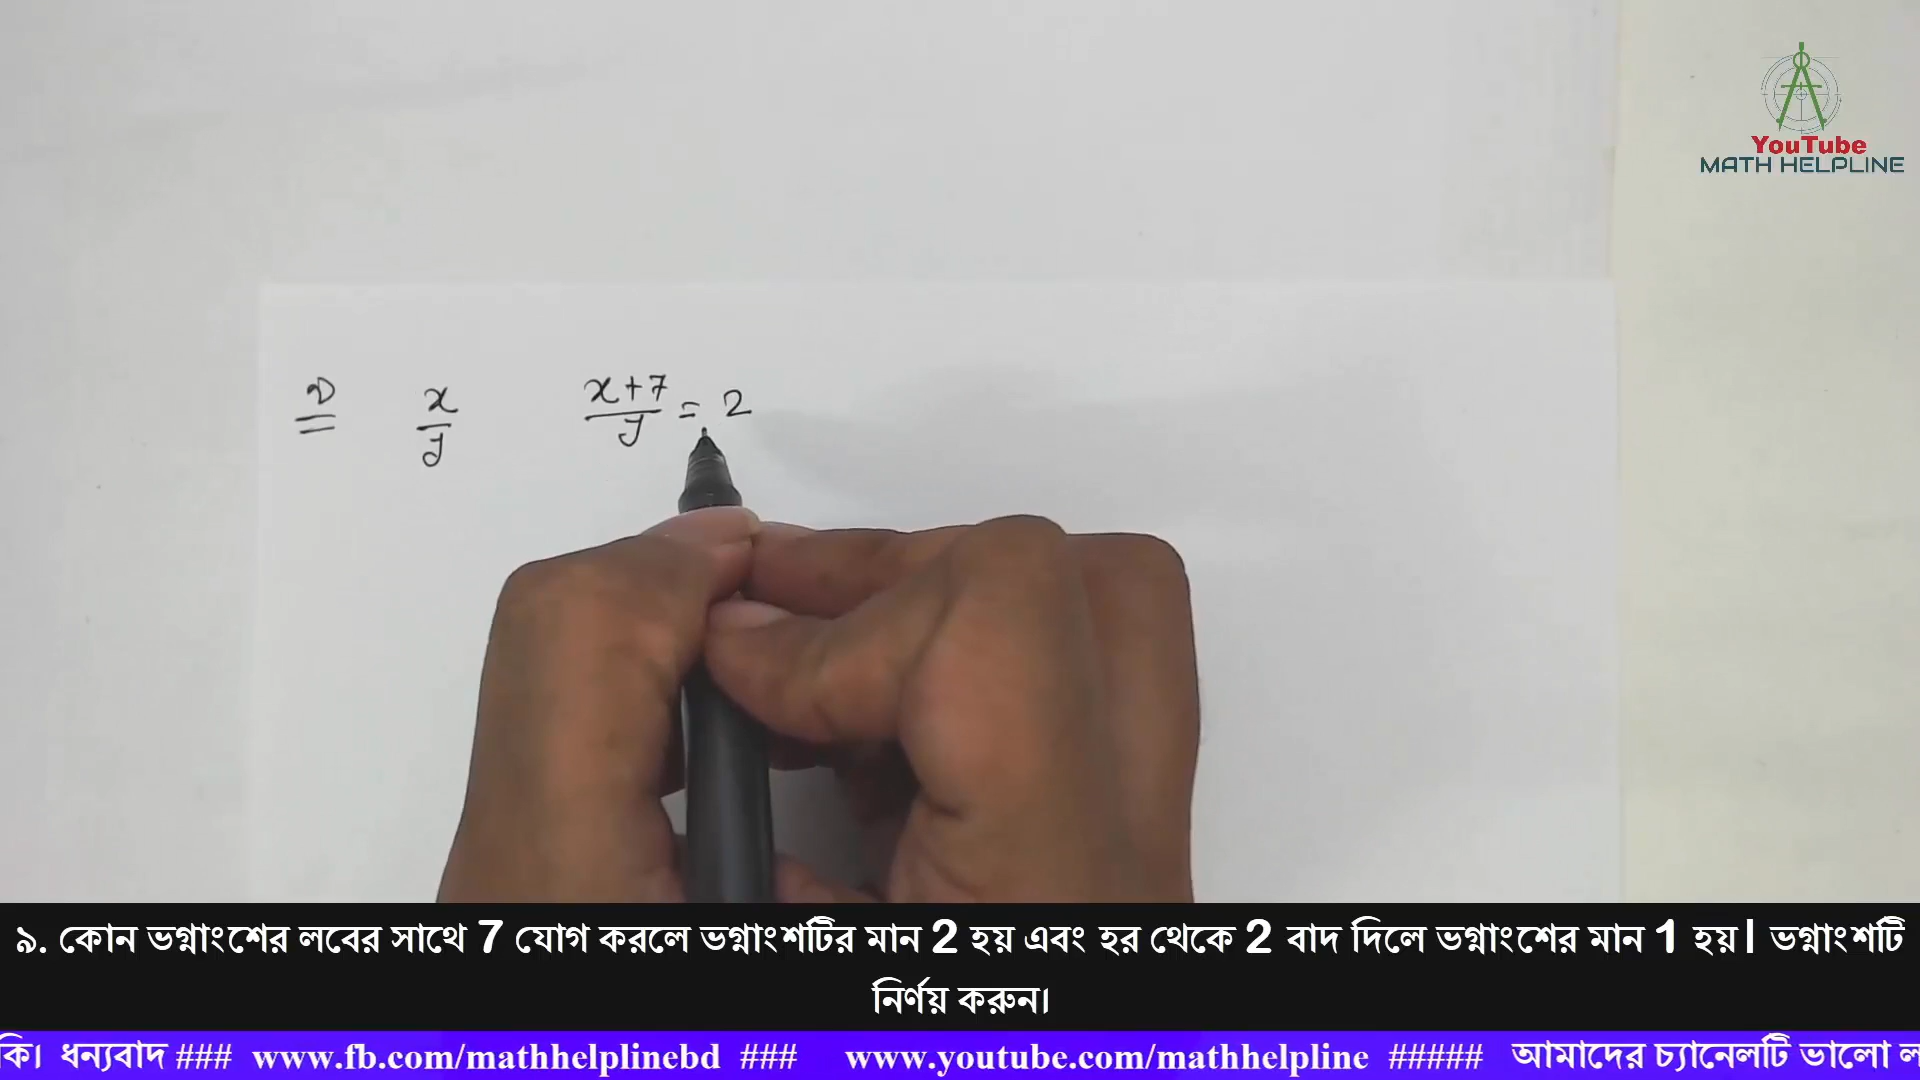 YouTube
MATH HELPLINE
৯ x/y (x+7)/y = 2
৯. কোন ভগ্নাংশের লবের সাথে 7 যোগ করলে ভগ্নাংশটির মান 2 হয় এবং হর থেকে 2 বাদ দিলে ভগ্নাংশের মান 1 হয়। ভগ্নাংশটি
নির্ণয় করুন।
কি। ধন্যবাদ ### www.fb.com/mathhelplinebd ### www.youtube.com/mathhelpline ##### আমাদের চ্যানেলটি ভালো